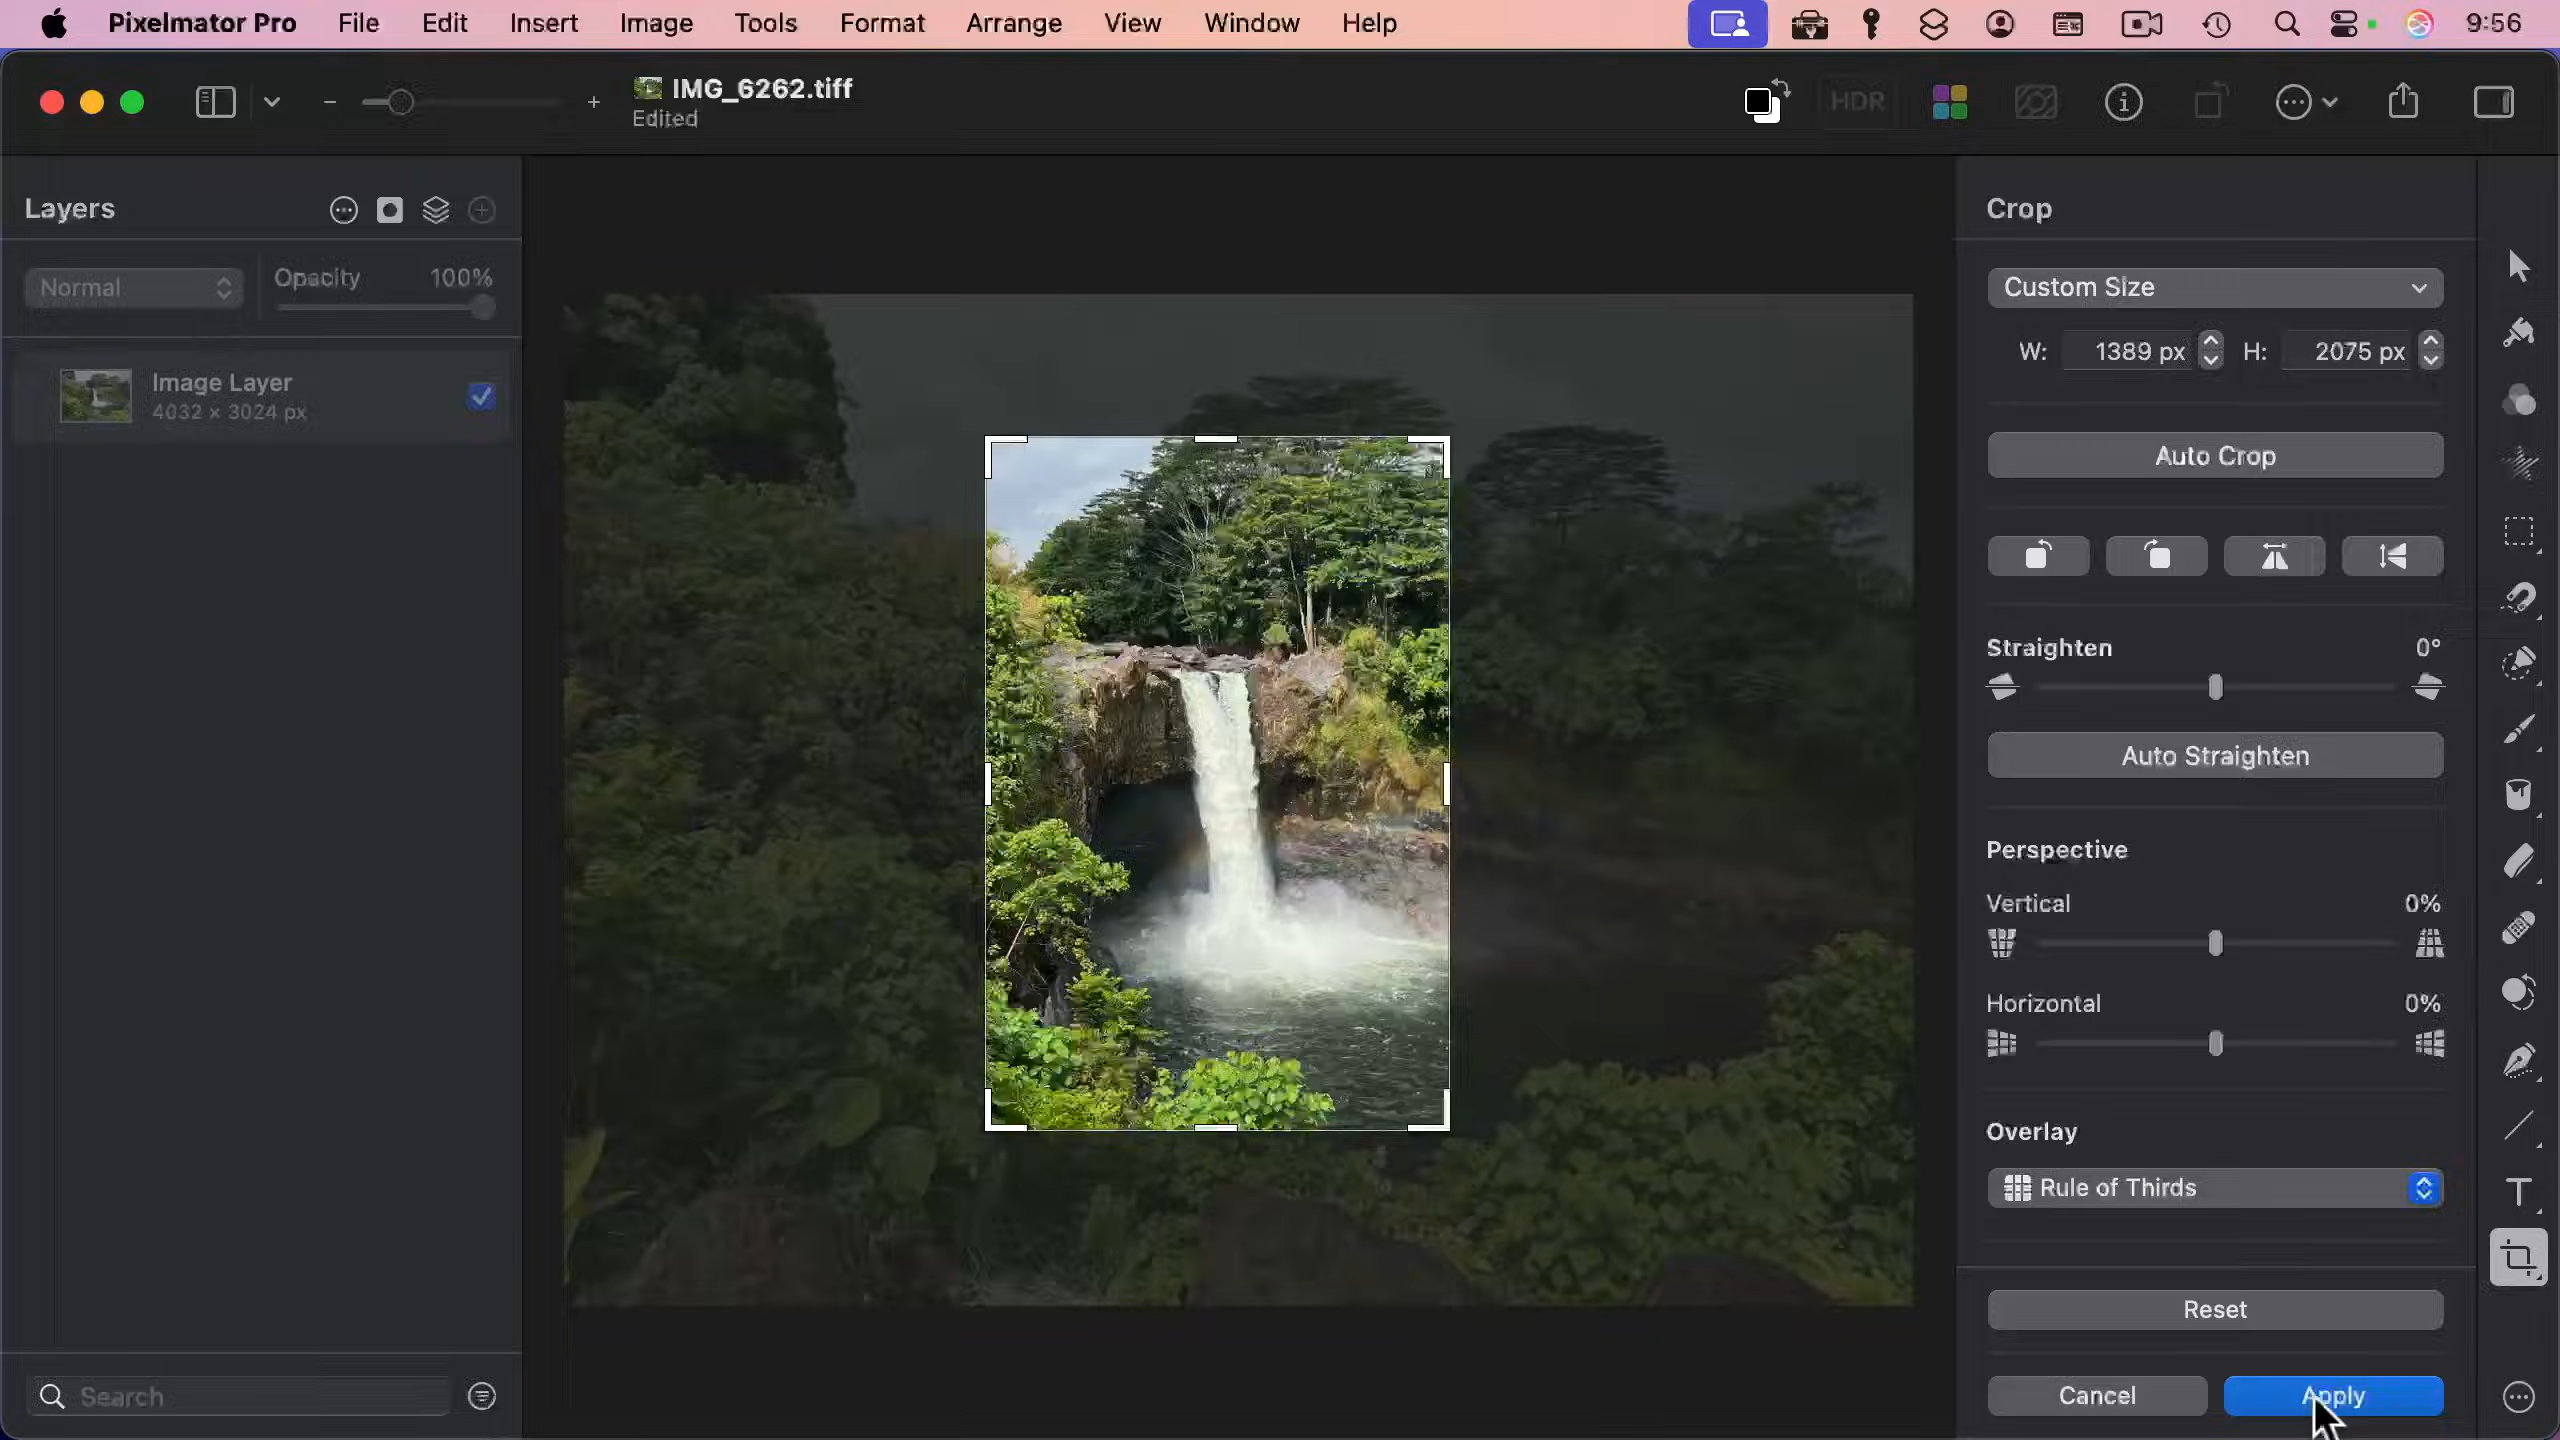 Pixelmator Pro File Edit Insert Image Tools Format Arrange View Window Help 9:56
IMG_6262.tiff
Edited
HDR
Layers
Normal
Opacity 100%
Image Layer
4032 × 3024 px
Search
Crop
Custom Size
W: 1389 px H: 2075 px
Auto Crop
Straighten 0°
Auto Straighten
Perspective
Vertical 0%
Horizontal 0%
Overlay
Rule of Thirds
Reset
Cancel Apply